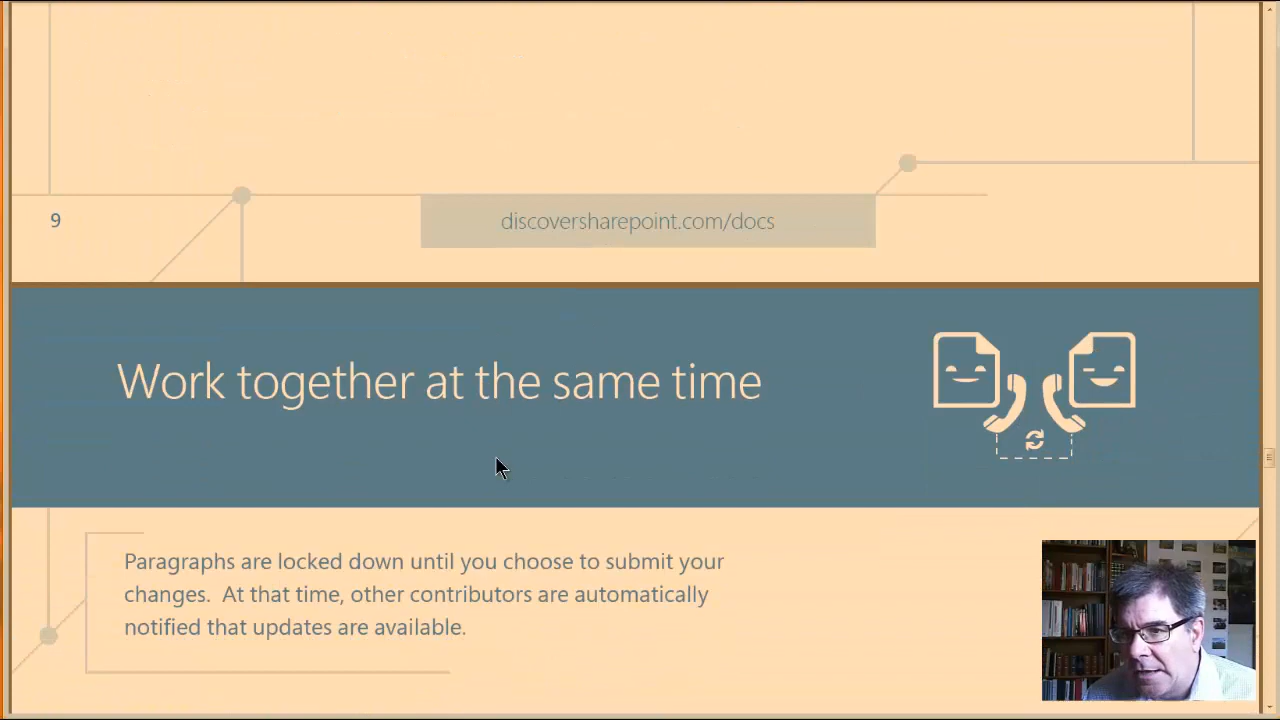 9
discoversharepoint.com/docs
Work together at the same time
Paragraphs are locked down until you choose to submit your
changes.  At that time, other contributors are automatically
notified that updates are available.